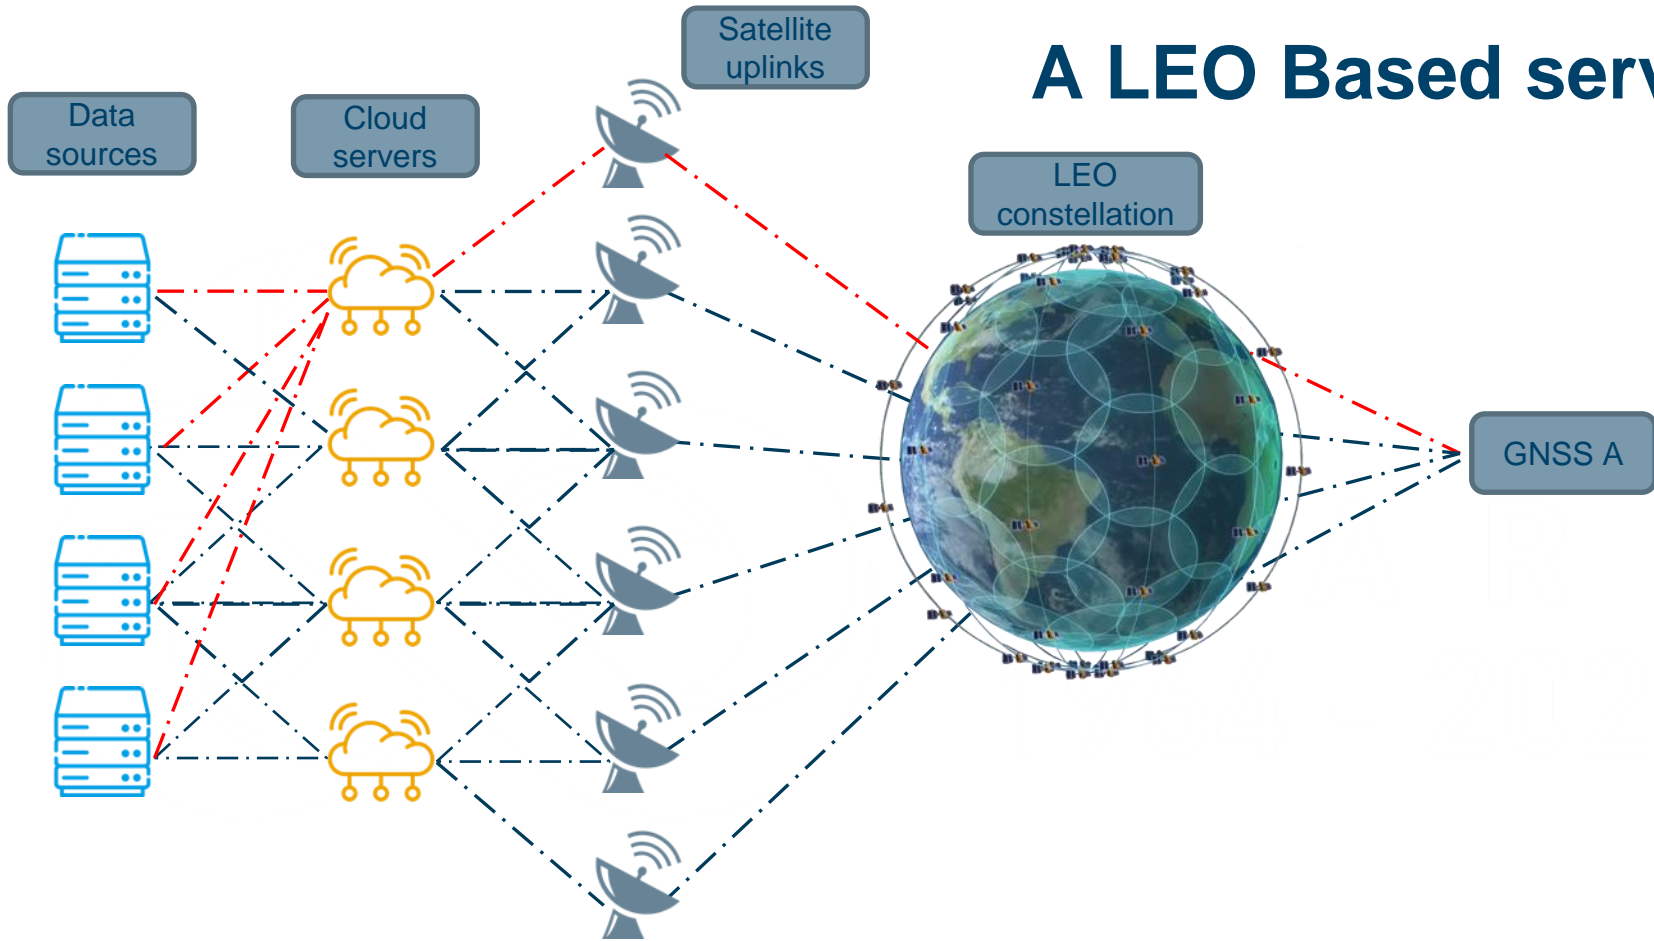 Satellite
uplinks
A LEO Based serv
Data
sources
Cloud
servers
LEO
constellation
GNSS A